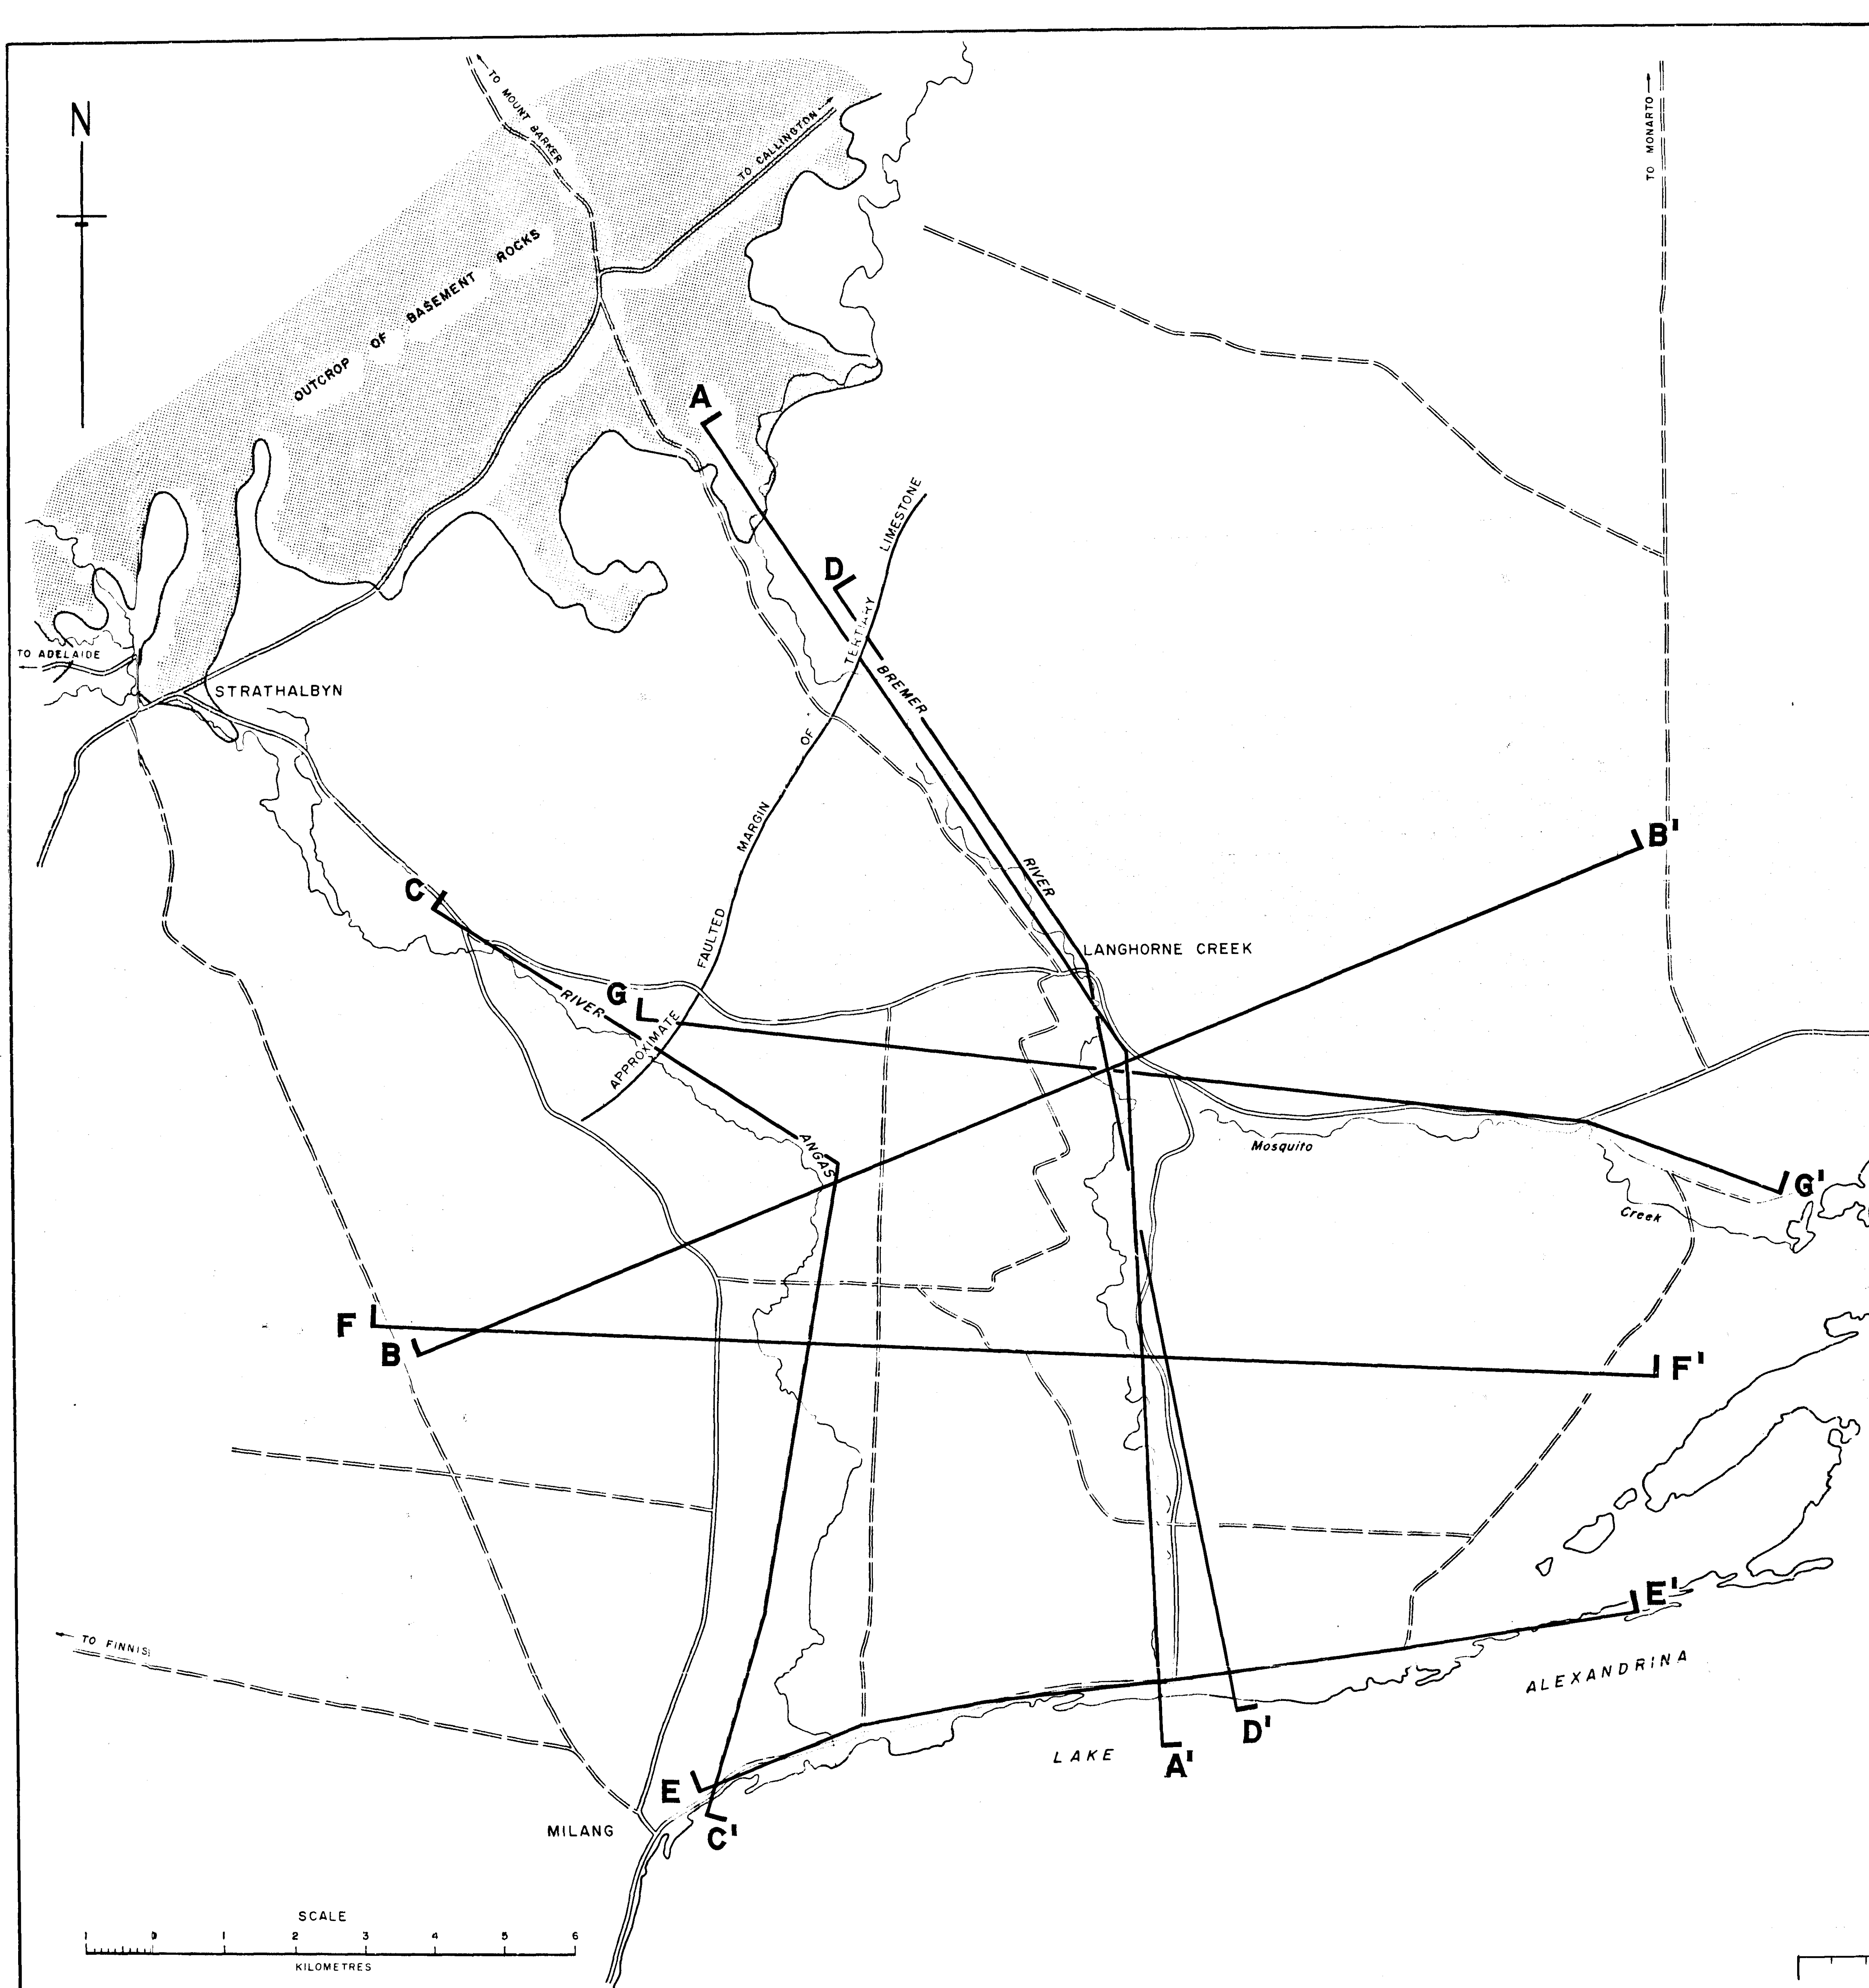 N
TO MOUNT BARKER
TO CALLINGTON
TO MONARTO
OUTCROP OF BASEMENT ROCKS
A
D
TO ADELAIDE
STRATHALBYN
APPROXIMATE FAULTED MARGIN OF TERTIARY LIMESTONE
BREMER RIVER
B'
C
LANGHORNE CREEK
G
RIVER ANGAS
Mosquito Creek
G'
F
B
F'
E'
TO FINNIS
LAKE ALEXANDRINA
D'
A'
E
C'
MILANG
SCALE
1 0 1 2 3 4 5 6
KILOMETRES